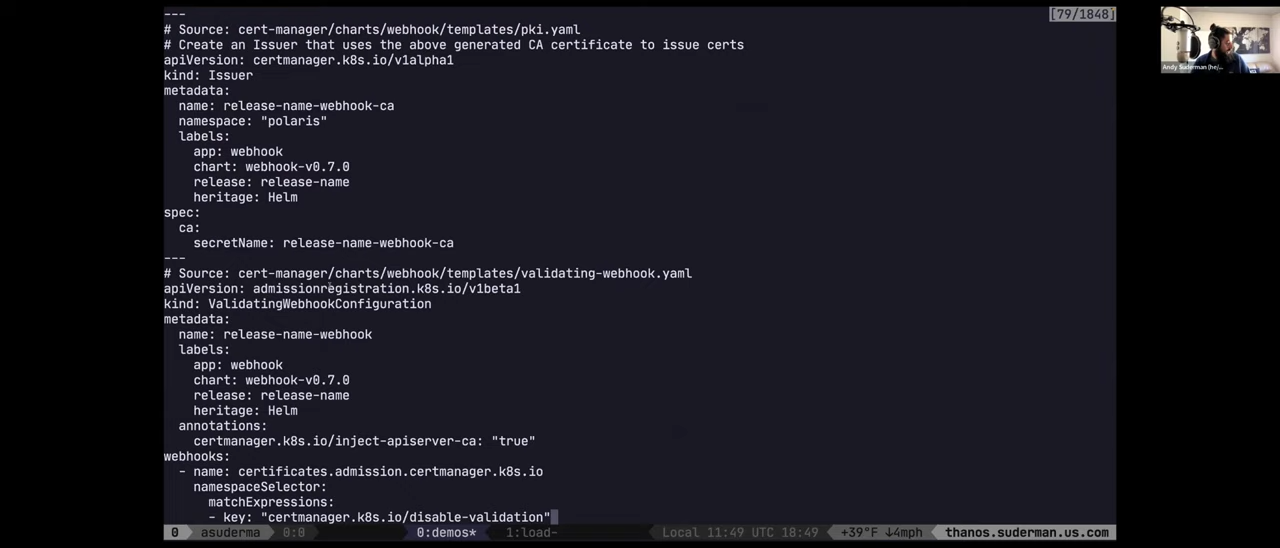 ---
[79/1848]
# Source: cert-manager/charts/webhook/templates/pki.yaml
# Create an Issuer that uses the above generated CA certificate to issue certs
apiVersion: certmanager.k8s.io/v1alpha1
kind: Issuer
metadata:
  name: release-name-webhook-ca
  namespace: "polaris"
  labels:
    app: webhook
    chart: webhook-v0.7.0
    release: release-name
    heritage: Helm
spec:
  ca:
    secretName: release-name-webhook-ca
---
# Source: cert-manager/charts/webhook/templates/validating-webhook.yaml
apiVersion: admissionregistration.k8s.io/v1beta1
kind: ValidatingWebhookConfiguration
metadata:
  name: release-name-webhook
  labels:
    app: webhook
    chart: webhook-v0.7.0
    release: release-name
    heritage: Helm
  annotations:
    certmanager.k8s.io/inject-apiserver-ca: "true"
webhooks:
  - name: certificates.admission.certmanager.k8s.io
    namespaceSelector:
      matchExpressions:
      - key: "certmanager.k8s.io/disable-validation"
0 asuderma 0:0 0:demos* 1:load- Local 11:49 UTC 18:49 +39°F ↓4mph thanos.suderman.us.com
Andy Suderman (he/...